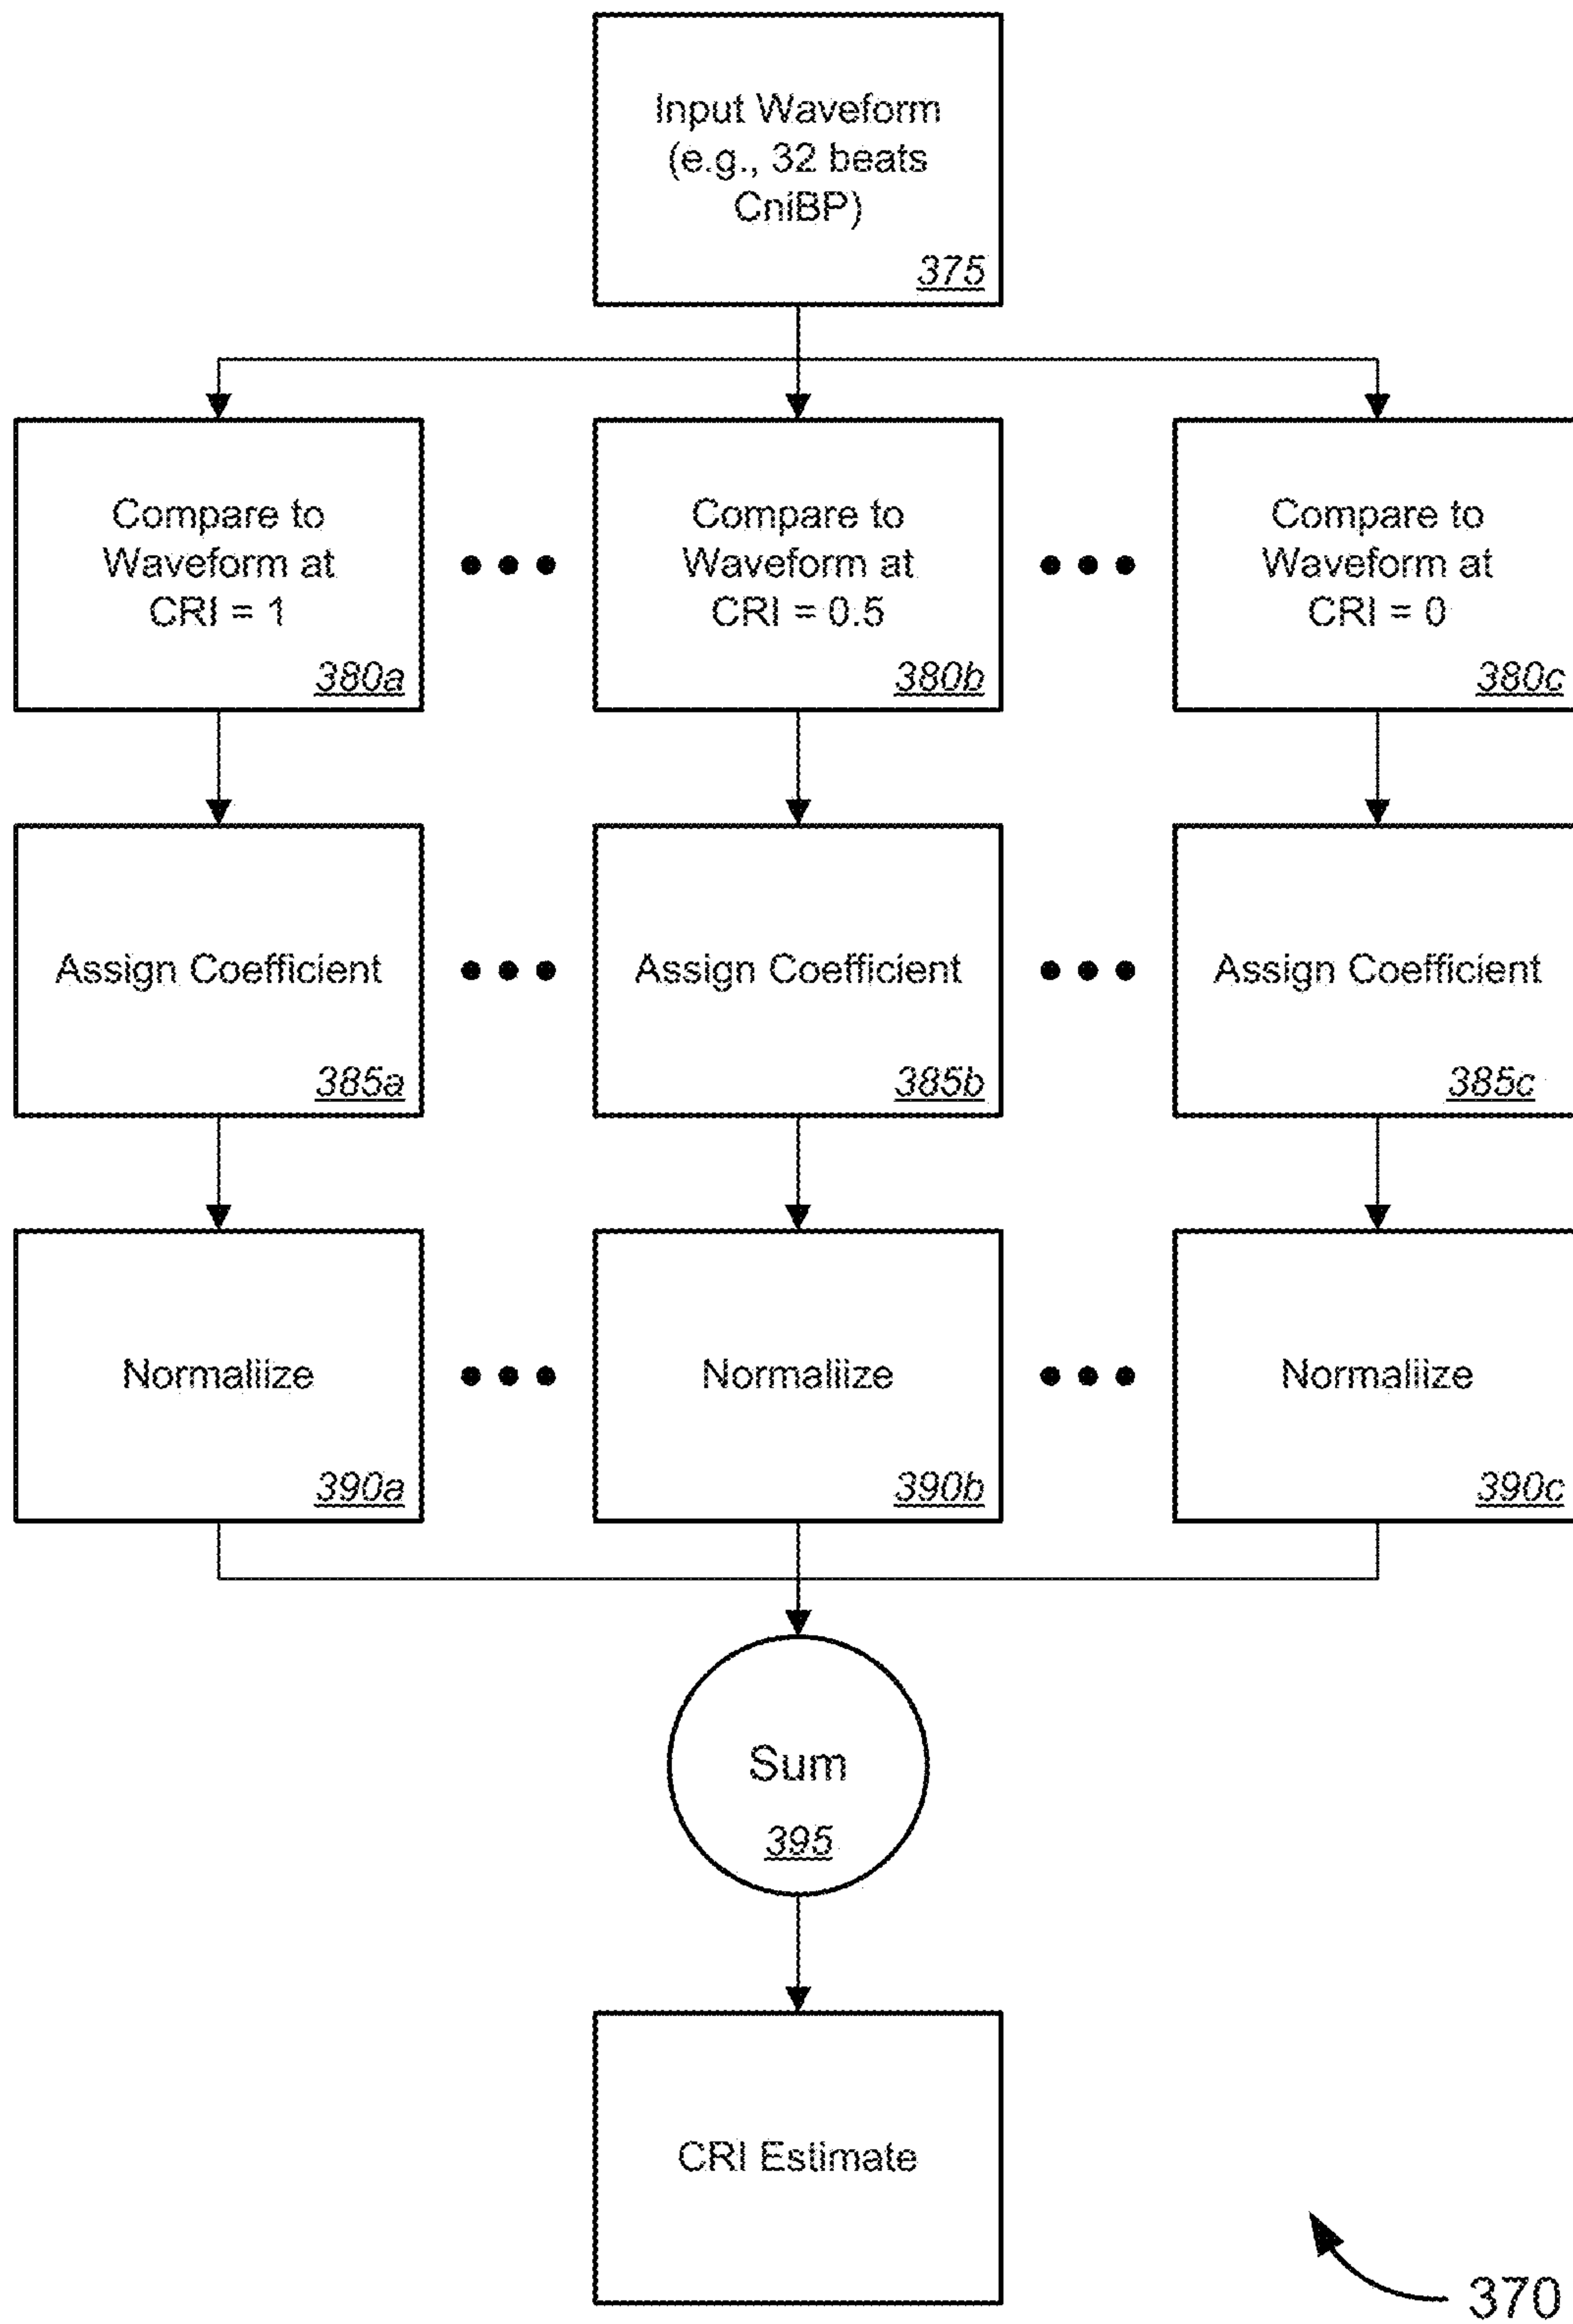 Input Waveform
(e.g., 32 beats
CniBP)
375
Compare to
Waveform at
CRI = 1
380a
Compare to
Waveform at
CRI = 0.5
380b
Compare to
Waveform at
CRI = 0
380c
Assign Coefficient
385a
Assign Coefficient
385b
Assign Coefficient
385c
Normaliize
390a
Normaliize
390b
Normaliize
390c
Sum
395
CRI Estimate
370